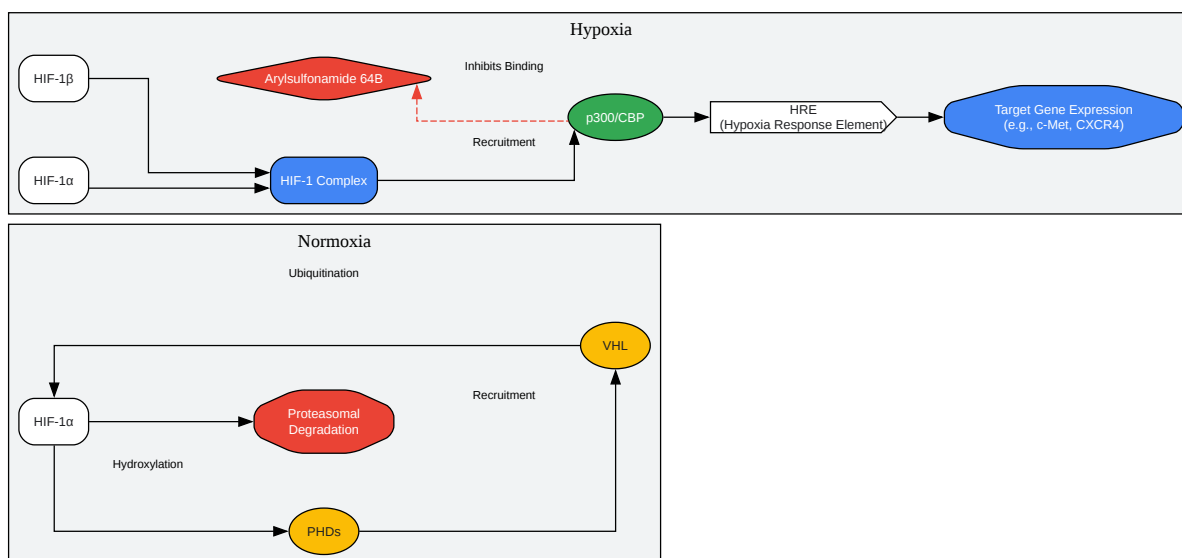 Hypoxia
HIF-1β
Arylsulfonamide 64B
Inhibits Binding
p300/CBP
HRE
(Hypoxia Response Element)
Target Gene Expression
(e.g., c-Met, CXCR4)
Recruitment
HIF-1α
HIF-1 Complex
Normoxia
Ubiquitination
VHL
Recruitment
HIF-1α
Proteasomal
Degradation
Hydroxylation
PHDs